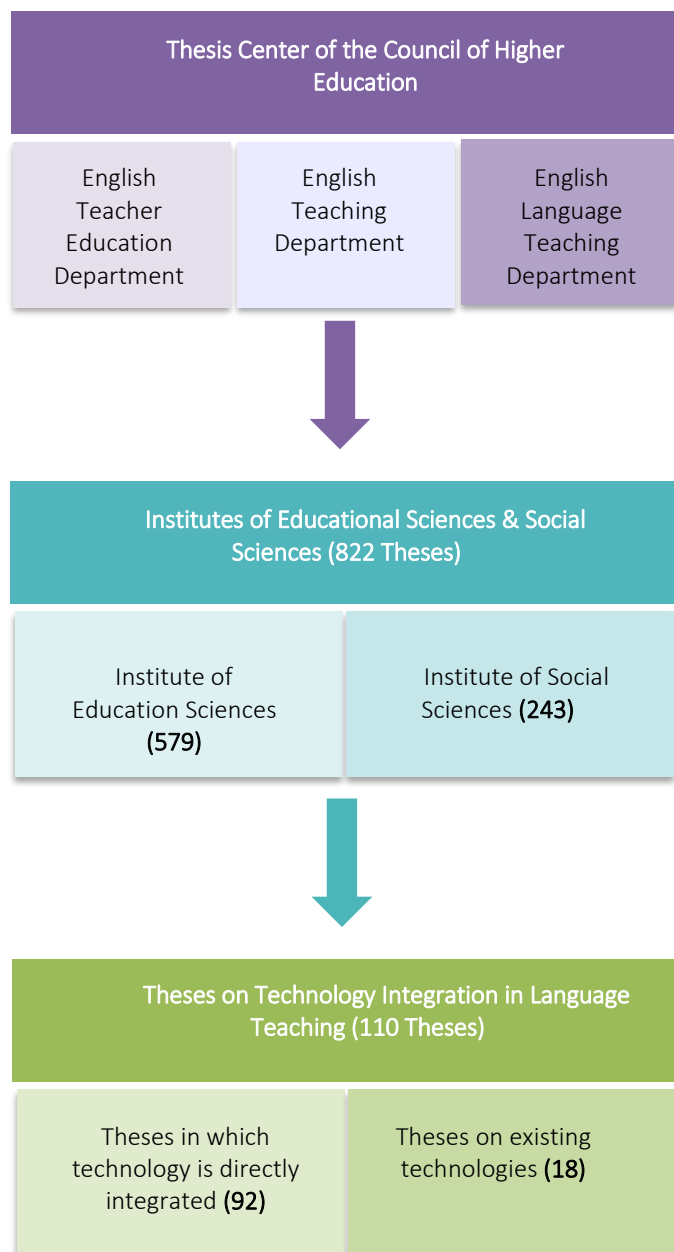 Thesis Center of the Council of Higher
Education
English
Teacher
Education
Department
English
Teaching
Department
English
Language
Teaching
Department
Institutes of Educational Sciences & Social
Sciences (822 Theses)
Institute of
Education Sciences
(579)
Institute of Social
Sciences (243)
Theses on Technology Integration in Language
Teaching (110 Theses)
Theses in which
technology is directly
integrated (92)
Theses on existing
technologies (18)